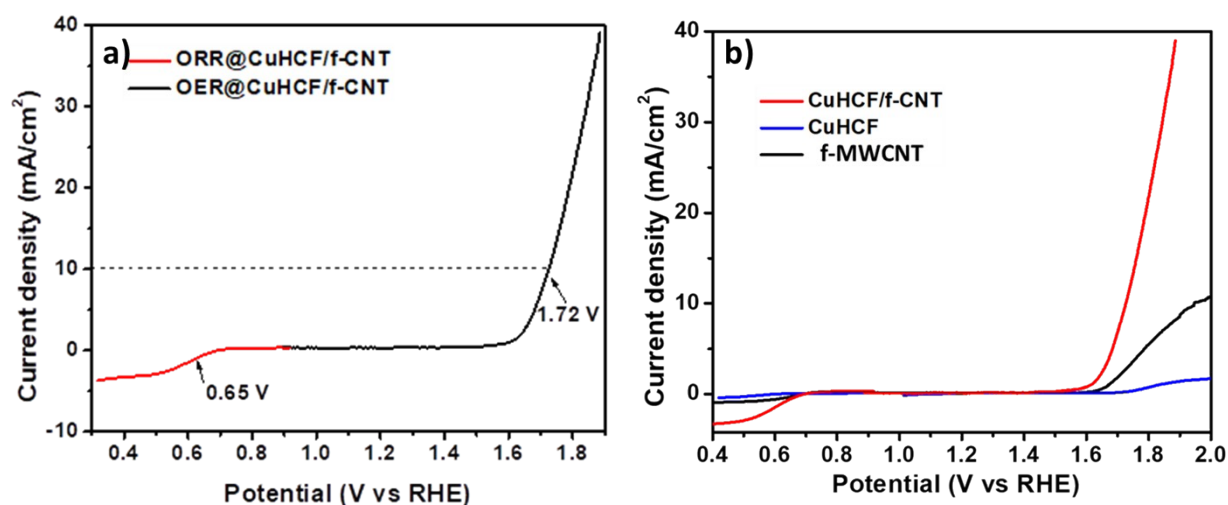 a)
ORR@CuHCF/f-CNT
OER@CuHCF/f-CNT
Current density (mA/cm²)
40
30
20
10
0
-10
1.72 V
0.65 V
0.4 0.6 0.8 1.0 1.2 1.4 1.6 1.8
Potential (V vs RHE)
b)
CuHCF/f-CNT
CuHCF
f-MWCNT
Current density (mA/cm²)
40
30
20
10
0
0.4 0.6 0.8 1.0 1.2 1.4 1.6 1.8 2.0
Potential (V vs RHE)